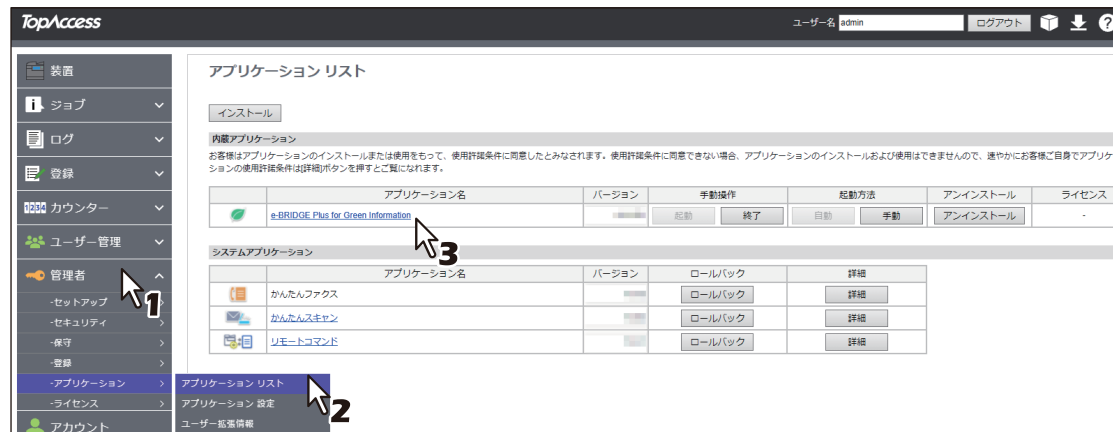 TopAccess
ユーザー名 admin ログアウト
装置
ジョブ
ログ
登録
1234 カウンター
ユーザー管理
管理者
-セットアップ
-セキュリティ
-保守
-登録
-アプリケーション
-ライセンス
アカウント
アプリケーション リスト
アプリケーション 設定
ユーザー拡張情報
1
2
アプリケーション リスト
インストール
内蔵アプリケーション
お客様はアプリケーションのインストールまたは使用をもって、使用許諾条件に同意したとみなされます。使用許諾条件に同意できない場合、アプリケーションのインストールおよび使用はできませんので、速やかにお客様ご自身でアプリケ
ションの使用許諾条件は[詳細]ボタンを押すとご覧になれます。
アプリケーション名 バージョン 手動操作 起動方法 アンインストール ライセンス
e-BRIDGE Plus for Green Information 起動 終了 自動 手動 アンインストール -
3
システムアプリケーション
アプリケーション名 バージョン ロールバック 詳細
かんたんファクス ロールバック 詳細
かんたんスキャン ロールバック 詳細
リモートコマンド ロールバック 詳細